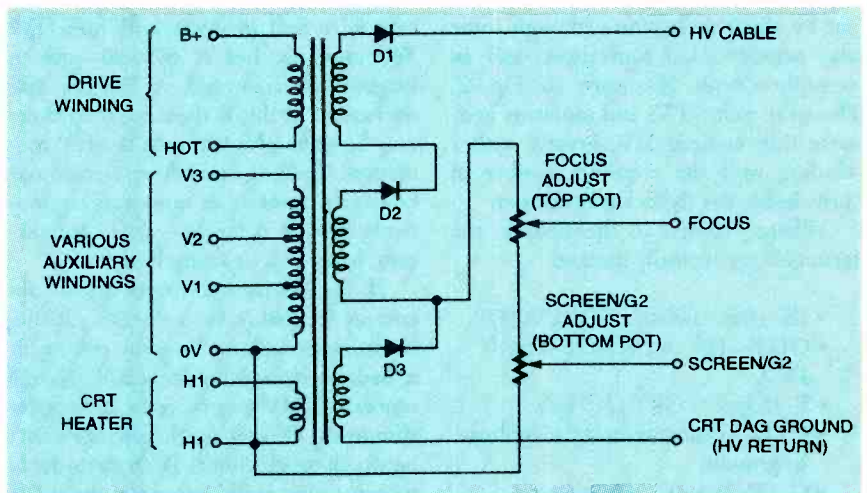 B+
DRIVE
WINDING
HOT
V3
VARIOUS
AUXILIARY
WINDINGS
V2
V1
0V
H1
CRT
HEATER
H1
D1
HV CABLE
D2
FOCUS
ADJUST
(TOP POT)
FOCUS
SCREEN/G2
ADJUST
(BOTTOM POT)
D3
SCREEN/G2
CRT DAG GROUND
(HV RETURN)